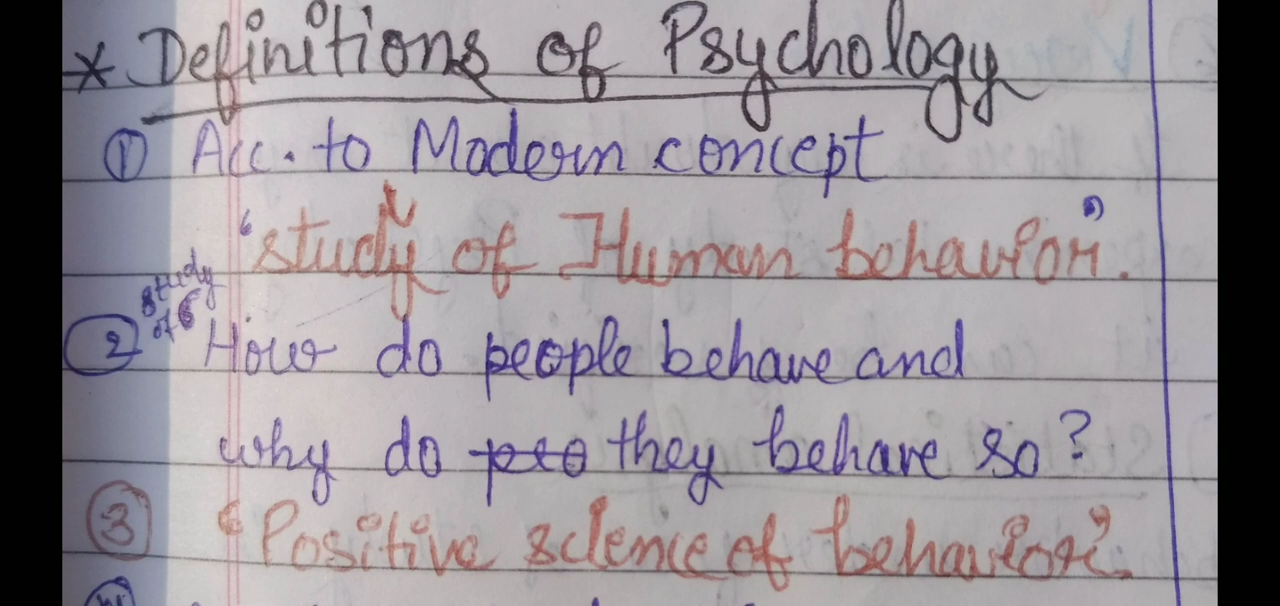 * Definitions of Psychology
① Acc. to Modern concept
"study of Human behavior".
study
of
② "How do people behave and
why do they behave so?
③ "Positive science of behavior".